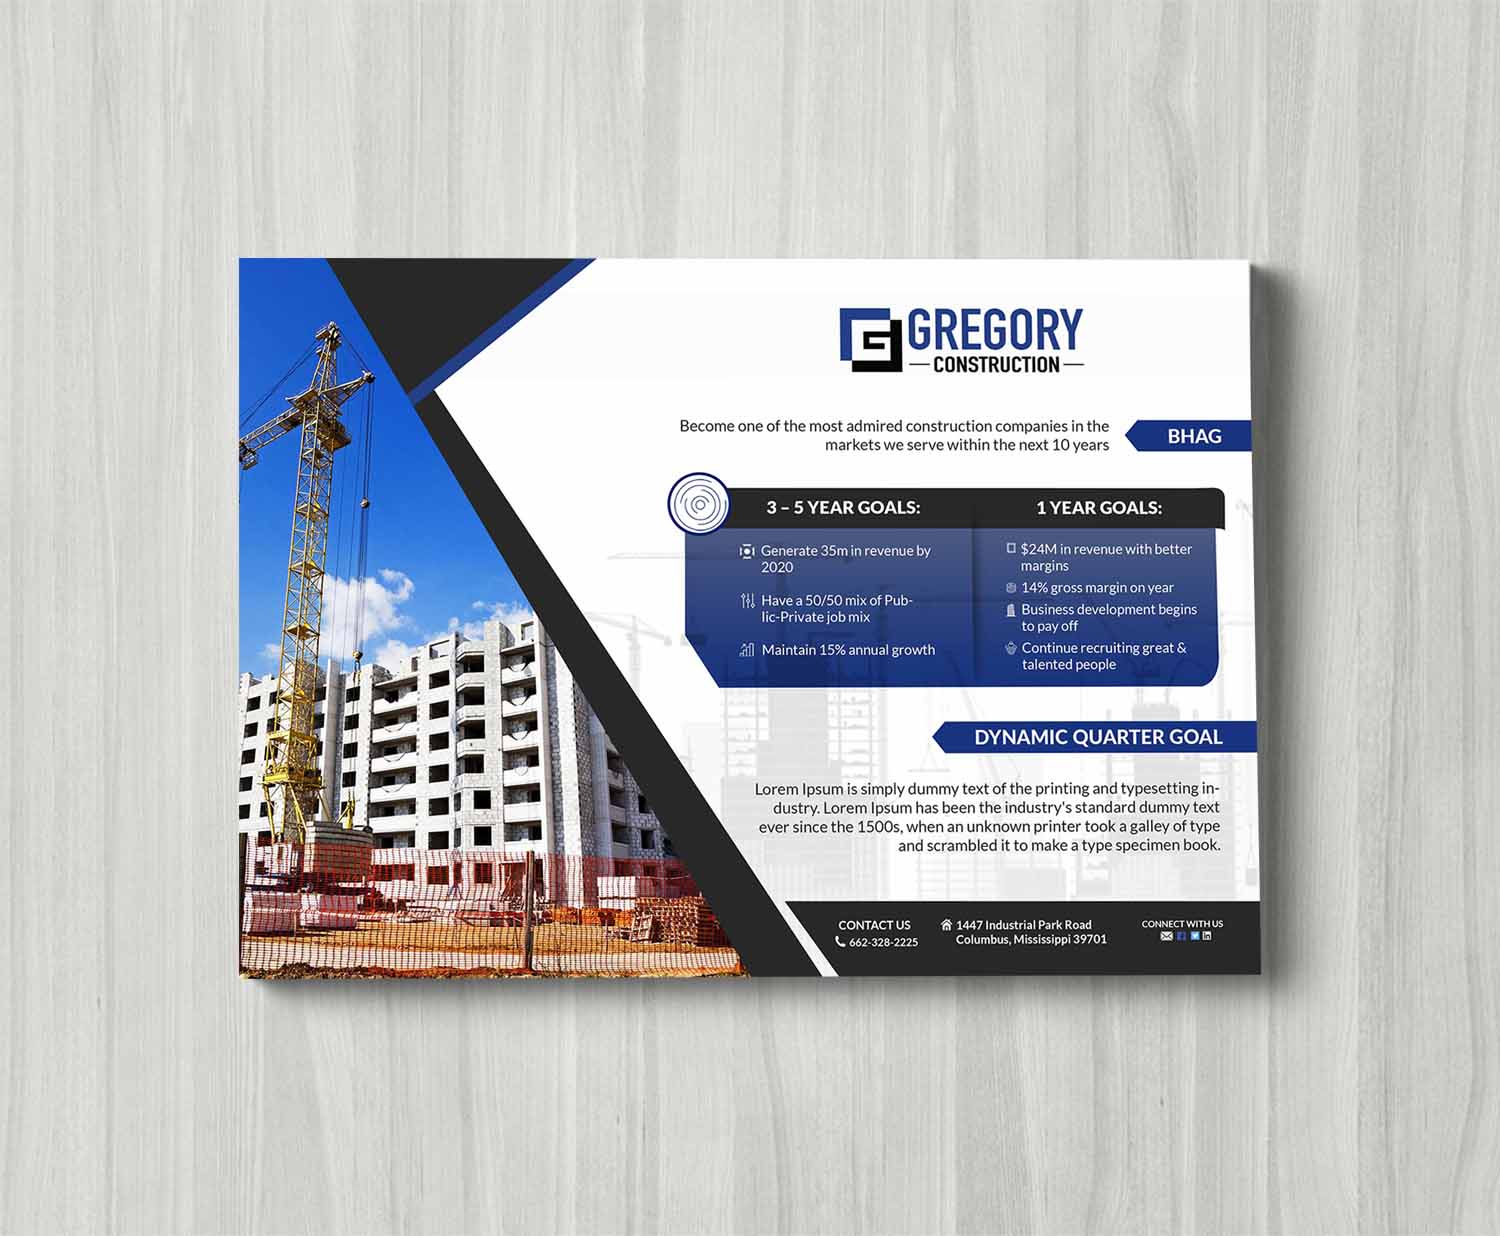 GREGORY
CONSTRUCTION
Become one of the most admired construction companies in the
markets we serve within the next 10 years
BHAG
3 – 5 YEAR GOALS:
Generate 35m in revenue by
2020
Have a 50/50 mix of Pub-
lic-Private job mix
Maintain 15% annual growth
1 YEAR GOALS:
$24M in revenue with better
margins
14% gross margin on year
Business development begins
to pay off
Continue recruiting great &
talented people
DYNAMIC QUARTER GOAL
Lorem Ipsum is simply dummy text of the printing and typesetting in-
dustry. Lorem Ipsum has been the industry's standard dummy text
ever since the 1500s, when an unknown printer took a galley of type
and scrambled it to make a type specimen book.
CONTACT US
662-328-2225
1447 Industrial Park Road
Columbus, Mississippi 39701
CONNECT WITH US